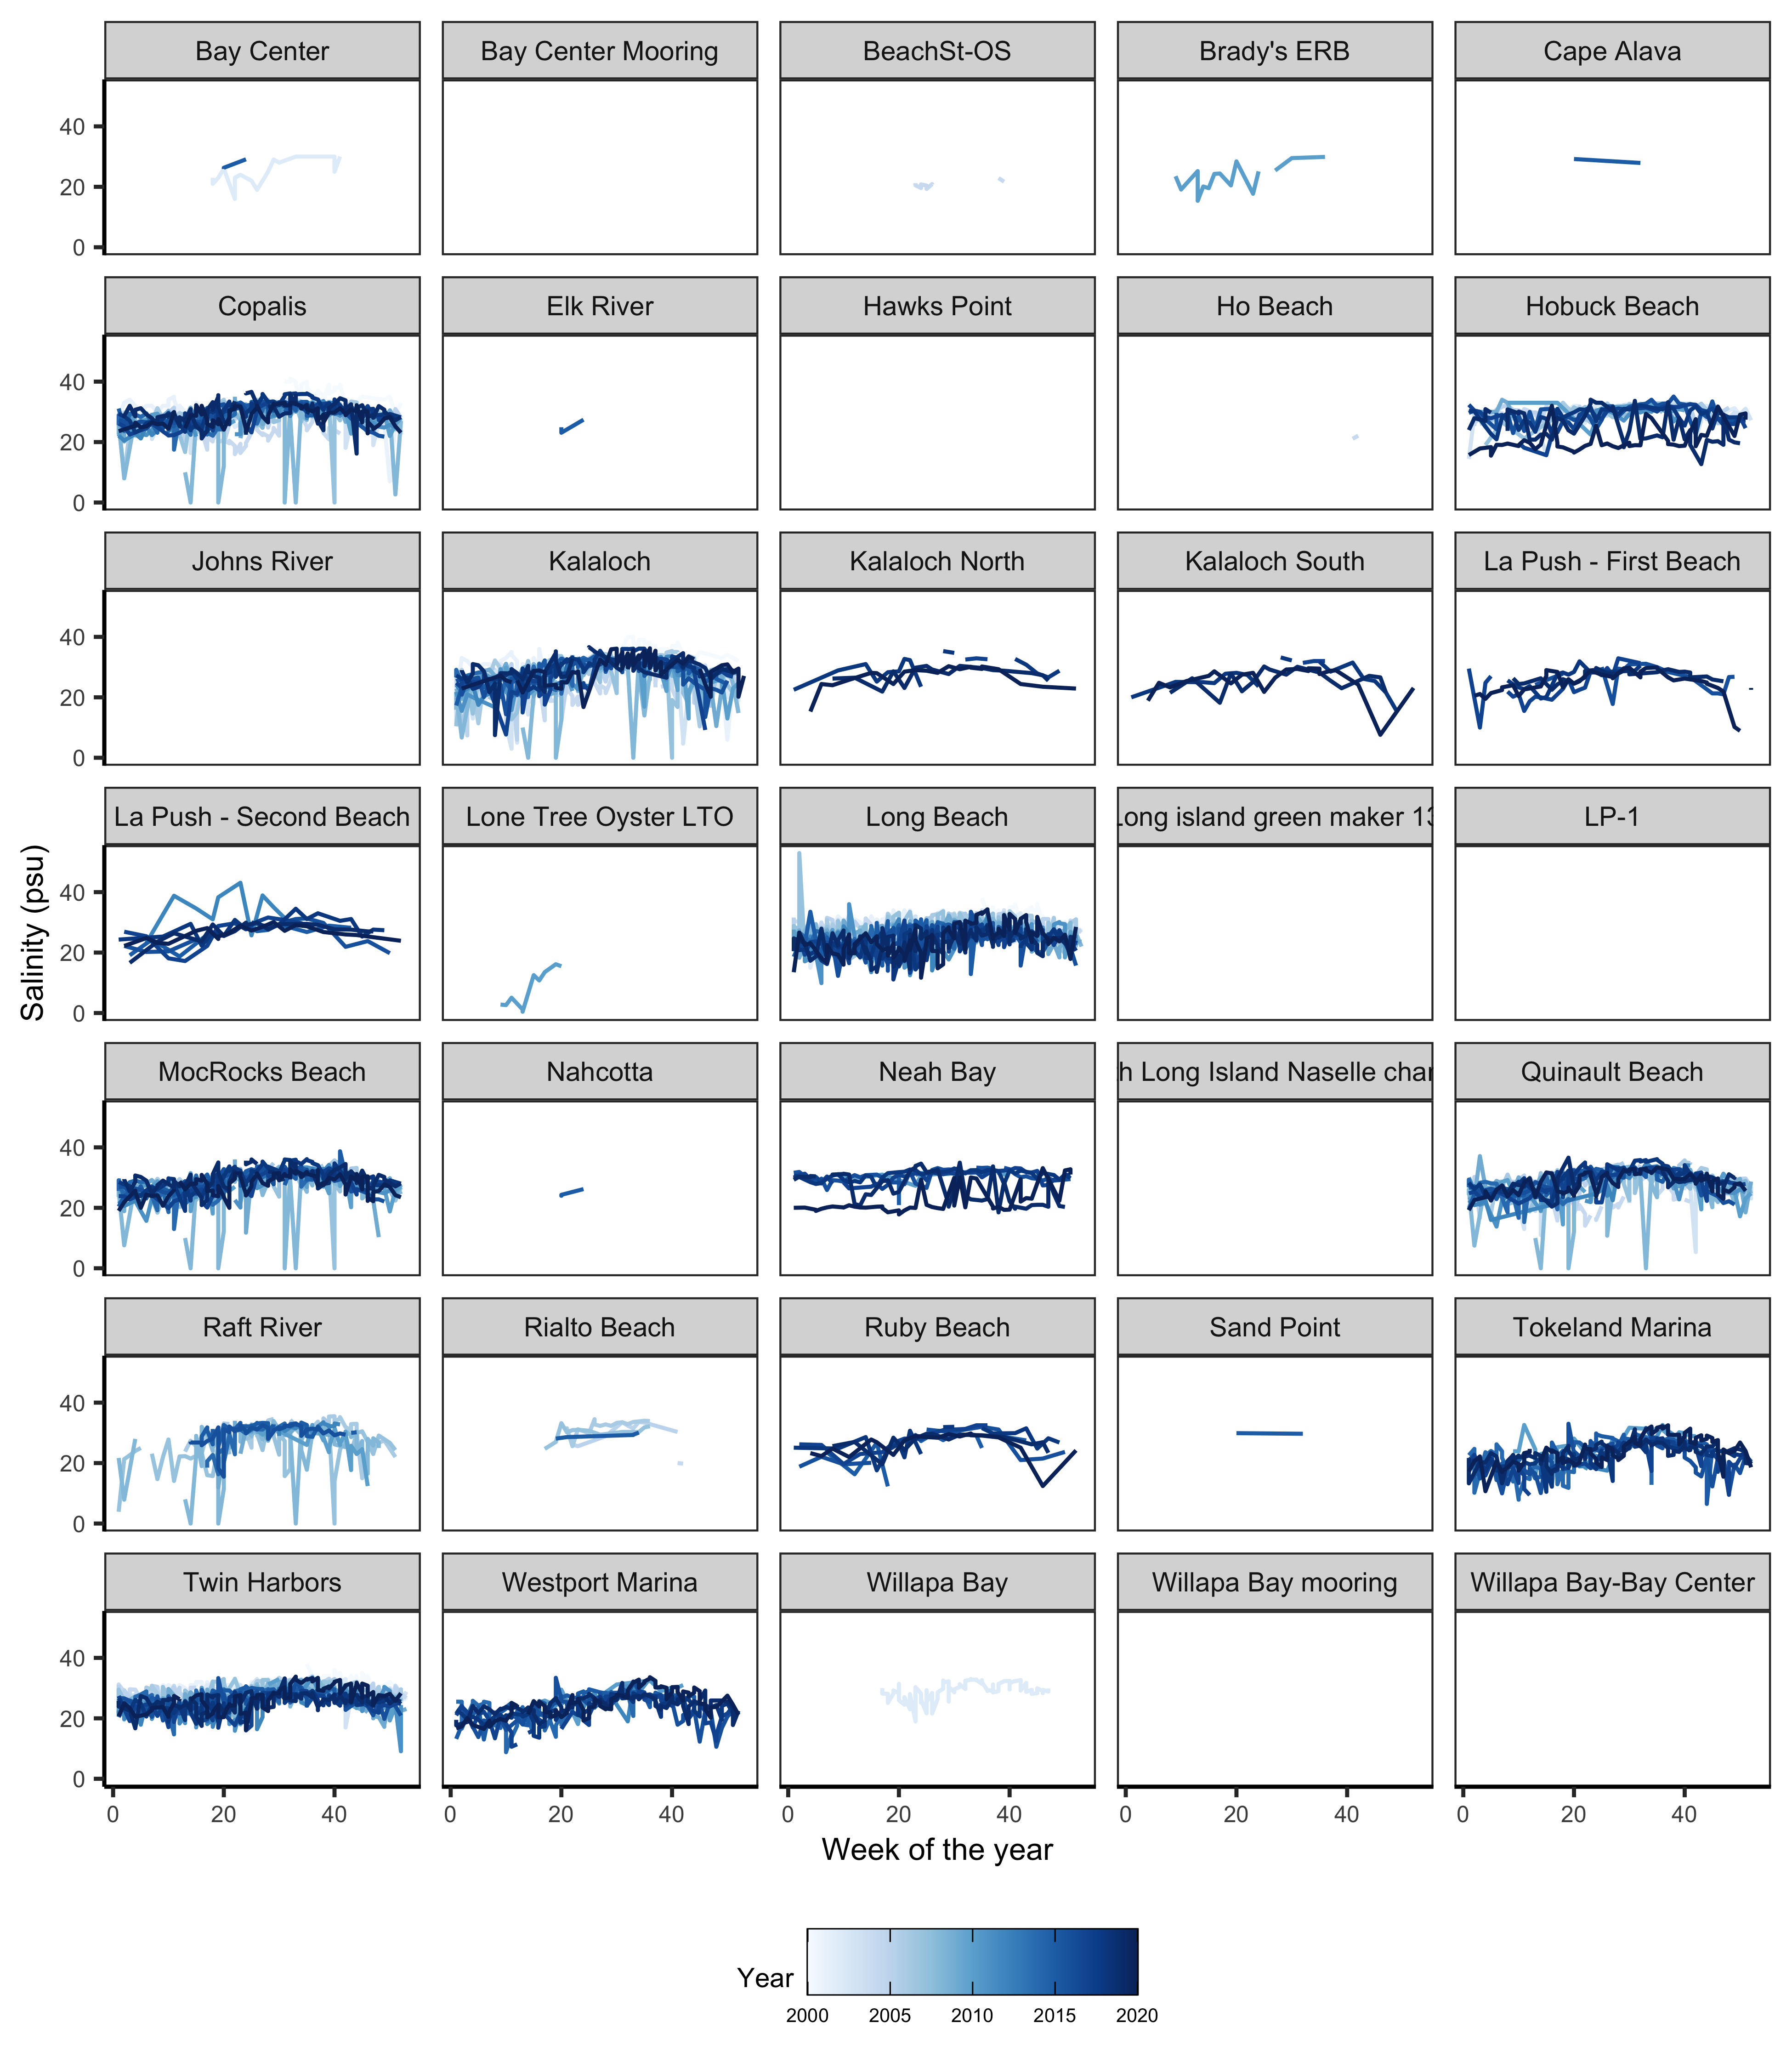 Bay Center Bay Center Mooring BeachSt-OS Brady's ERB Cape Alava
40
20
0
Copalis Elk River Hawks Point Ho Beach Hobuck Beach
40
20
0
Johns River Kalaloch Kalaloch North Kalaloch South La Push - First Beach
40
20
0
La Push - Second Beach Lone Tree Oyster LTO Long Beach Long island green maker 13 LP-1
40
20
0
MocRocks Beach Nahcotta Neah Bay h Long Island Naselle char Quinault Beach
40
20
0
Raft River Rialto Beach Ruby Beach Sand Point Tokeland Marina
40
20
0
Twin Harbors Westport Marina Willapa Bay Willapa Bay mooring Willapa Bay-Bay Center
40
20
0
0 20 40 0 20 40 0 20 40 0 20 40 0 20 40
Salinity (psu)
Week of the year
Year
2000 2005 2010 2015 2020